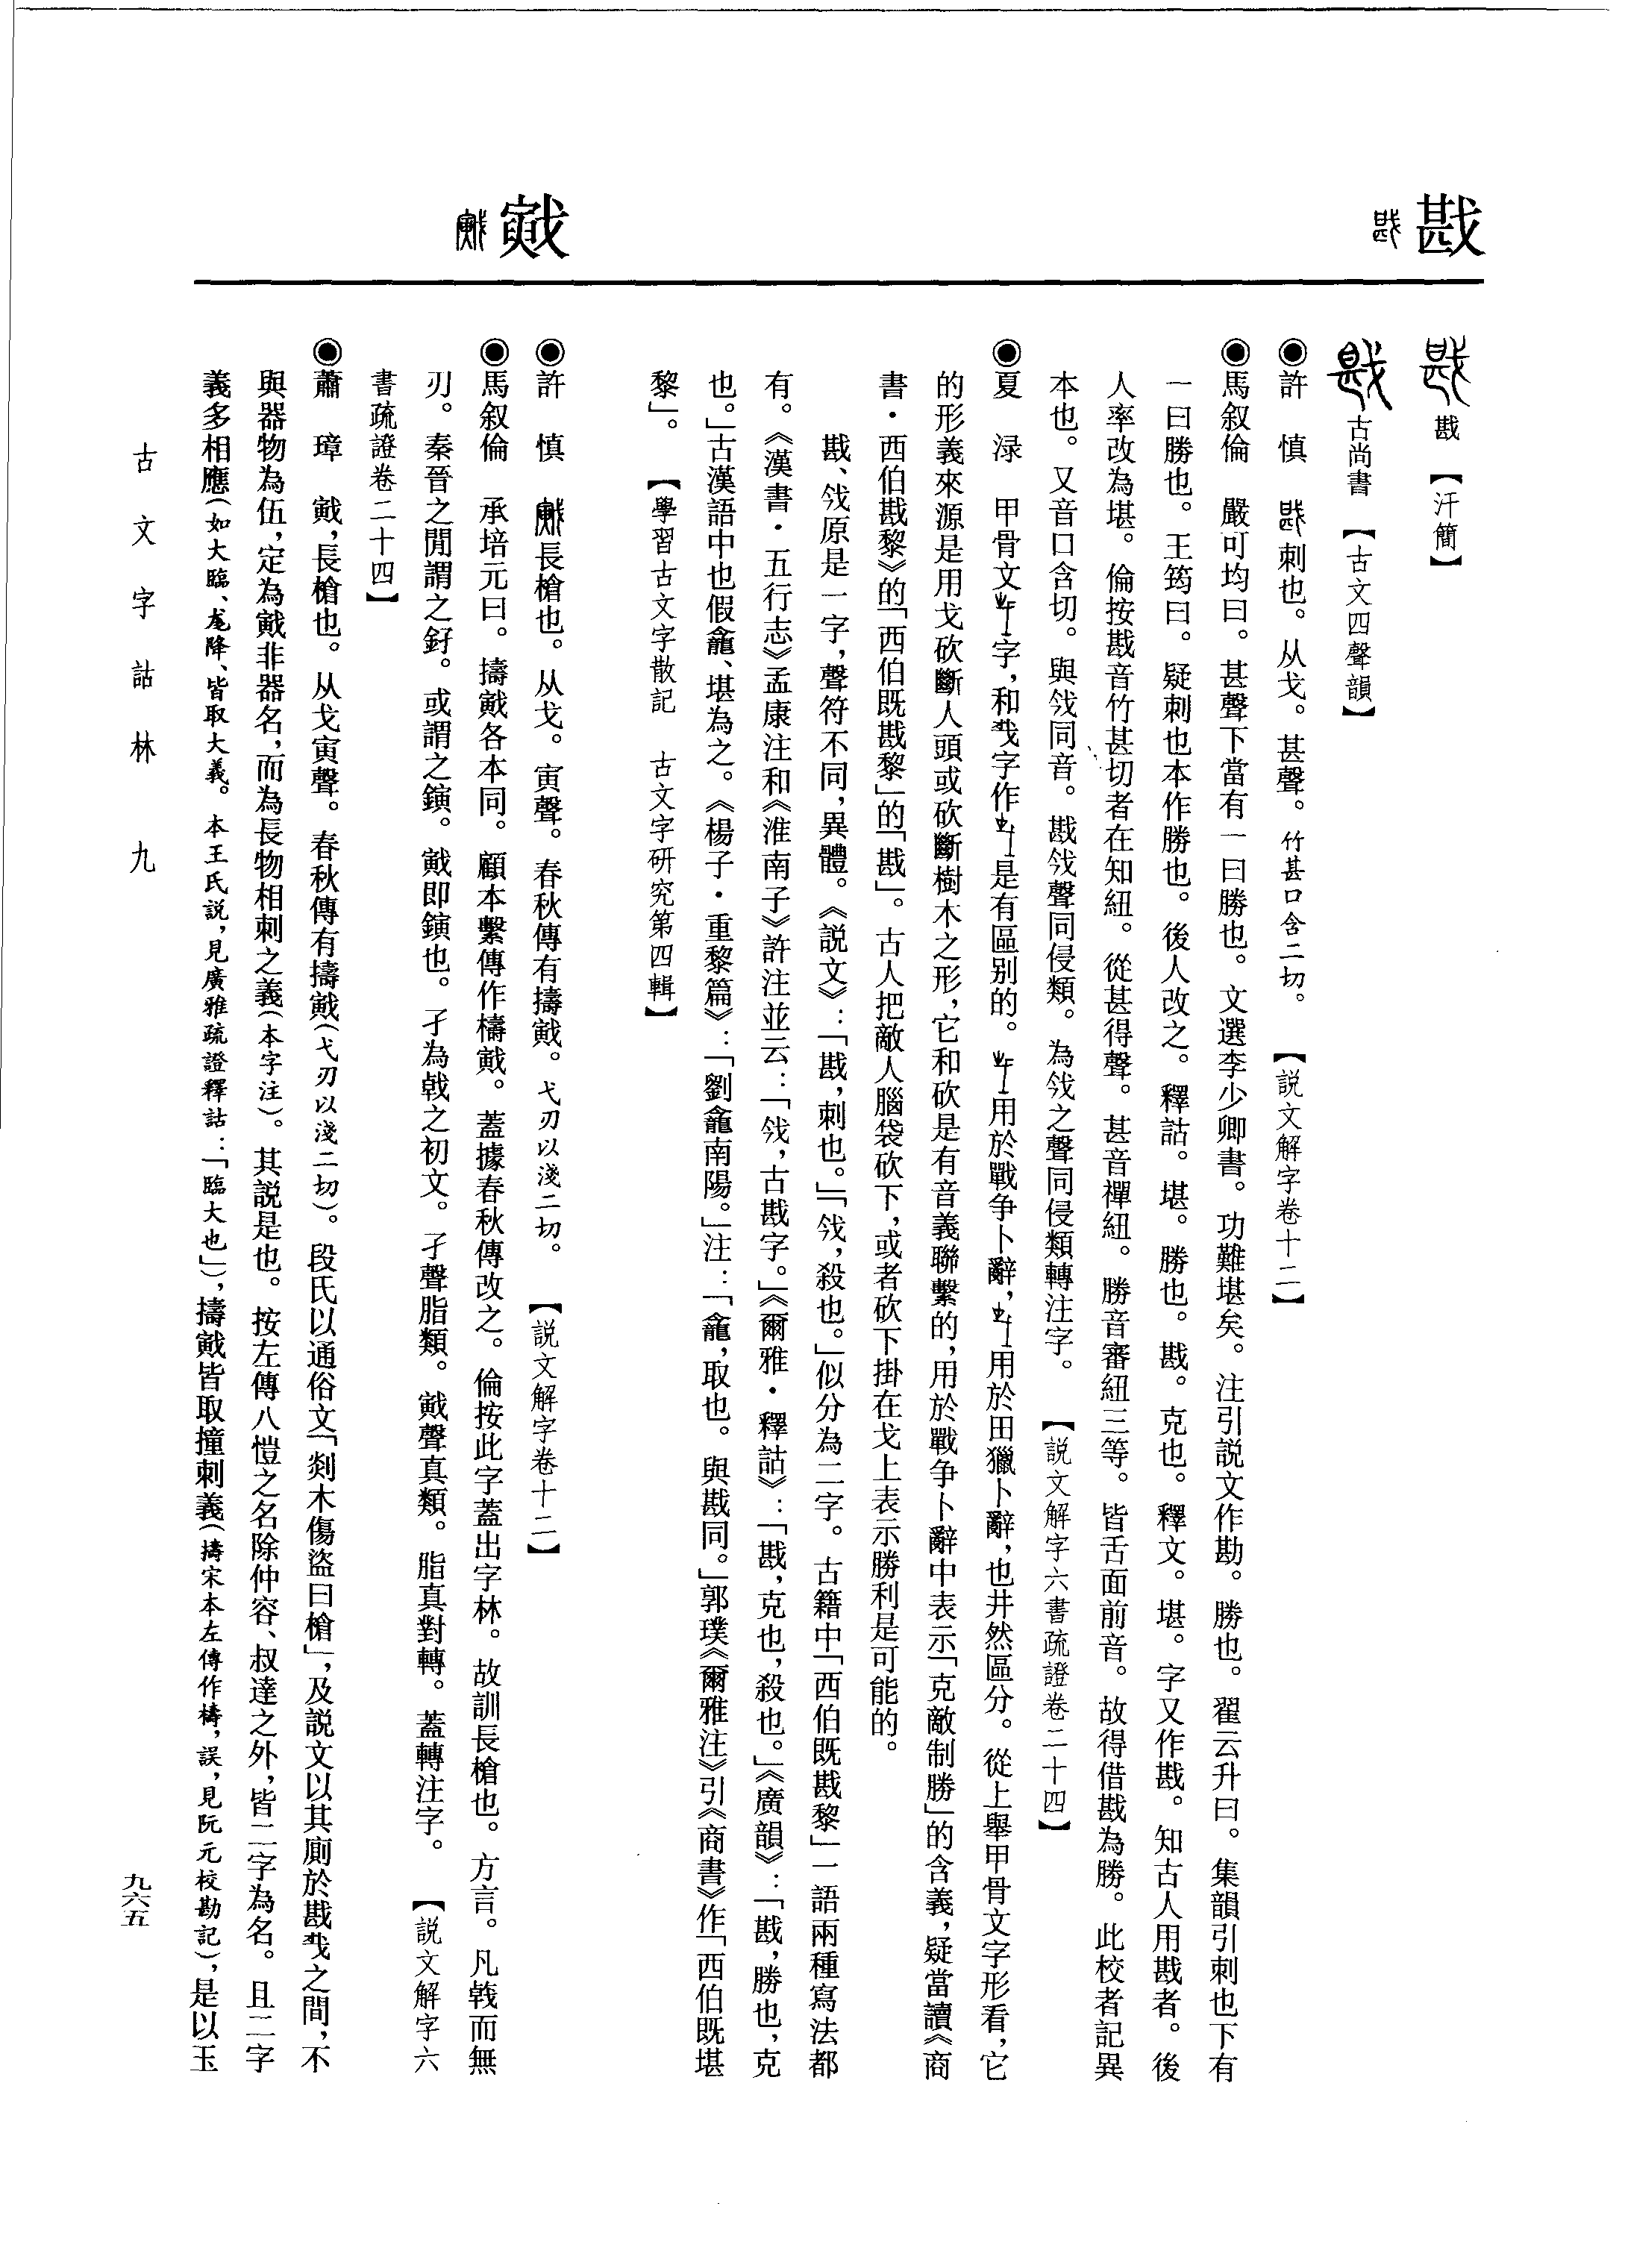 戡
戭
戡 【汗簡】
古尚書 【古文四聲韻】
◉許 慎 刺也。从戈。甚聲。竹甚口含二切。 【説文解字卷十二】
◉馬叙倫 嚴可均曰。甚聲下當有一曰勝也。文選李少卿書。功難堪矣。注引説文作勘。勝也。翟云升曰。集韻引刺也下有
一曰勝也。王筠曰。疑刺也本作勝也。後人改之。釋詁。堪。勝也。戡。克也。釋文。堪。字又作戡。知古人用戡者。後
人率改為堪。倫按戡音竹甚切者在知紐。從甚得聲。甚音禪紐。勝音審紐三等。皆舌面前音。故得借戡為勝。此校者記異
本也。又音口含切。與𢦟同音。戡𢦟聲同侵類。為𢦟之聲同侵類轉注字。 【説文解字六書疏證卷二十四】
◉夏 渌 甲骨文字，和字作是有區别的。用於戰争卜辭，用於田獵卜辭，也井然區分。從上舉甲骨文字形看，它
的形義來源是用戈砍斷人頭或砍斷樹木之形，它和砍是有音義聯繫的，用於戰争卜辭中表示「克敵制勝」的含義，疑當讀《商
書·西伯戡黎》的「西伯既戡黎」的「戡」。古人把敵人腦袋砍下，或者砍下掛在戈上表示勝利是可能的。
戡、𢦟原是一字，聲符不同，異體。《説文》：「戡，刺也。」「𢦟，殺也。」似分為二字。古籍中「西伯既戡黎」一語兩種寫法都
有。《漢書·五行志》孟康注和《淮南子》許注並云：「𢦟，古戡字。」《爾雅·釋詁》：「戡，克也，殺也。」《廣韻》：「戡，勝也，克
也。」古漢語中也假龕、堪為之。《楊子·重黎篇》：「劉龕南陽。」注：「龕，取也。與戡同。」郭璞《爾雅注》引《商書》作「西伯既堪
黎」。 【學習古文字散記 古文字研究第四輯】
◉許 慎 長槍也。从戈。寅聲。春秋傳有擣戭。弋刃以淺二切。 【説文解字卷十二】
◉馬叙倫 承培元曰。擣戭各本同。顧本繫傳作檮戭。蓋據春秋傳改之。倫按此字蓋出字林。故訓長槍也。方言。凡戟而無
刃。秦晉之閒謂之釨。或謂之鏔。戭即鏔也。孑為戟之初文。孑聲脂類。戭聲真類。脂真對轉。蓋轉注字。 【説文解字六
書疏證卷二十四】
◉蕭 璋 戭，長槍也。从戈寅聲。春秋傳有擣戭（弋刃以淺二切）。段氏以通俗文「剡木傷盜曰槍」，及説文以其廁於戡之間，不
與器物為伍，定為戭非器名，而為長物相刺之義（本字注）。其説是也。按左傳八愷之名除仲容、叔達之外，皆二字為名。且二字
義多相應（如大臨、尨降、皆取大義。本王氏説，見廣雅疏證釋詁：「臨大也」），擣戭皆取撞刺義（擣宋本左傳作檮，誤，見阮元校勘記），是以玉
古文字詁林 九
九六五